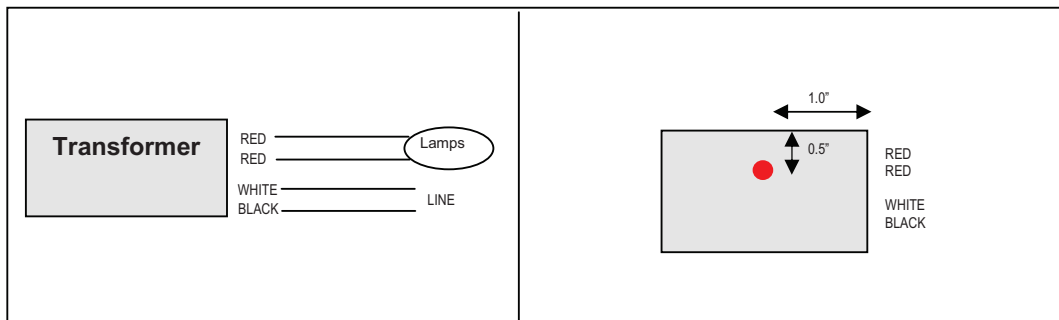 Transformer
RED
RED
WHITE
BLACK
Lamps
LINE
1.0”
0.5”
RED
RED
WHITE
BLACK